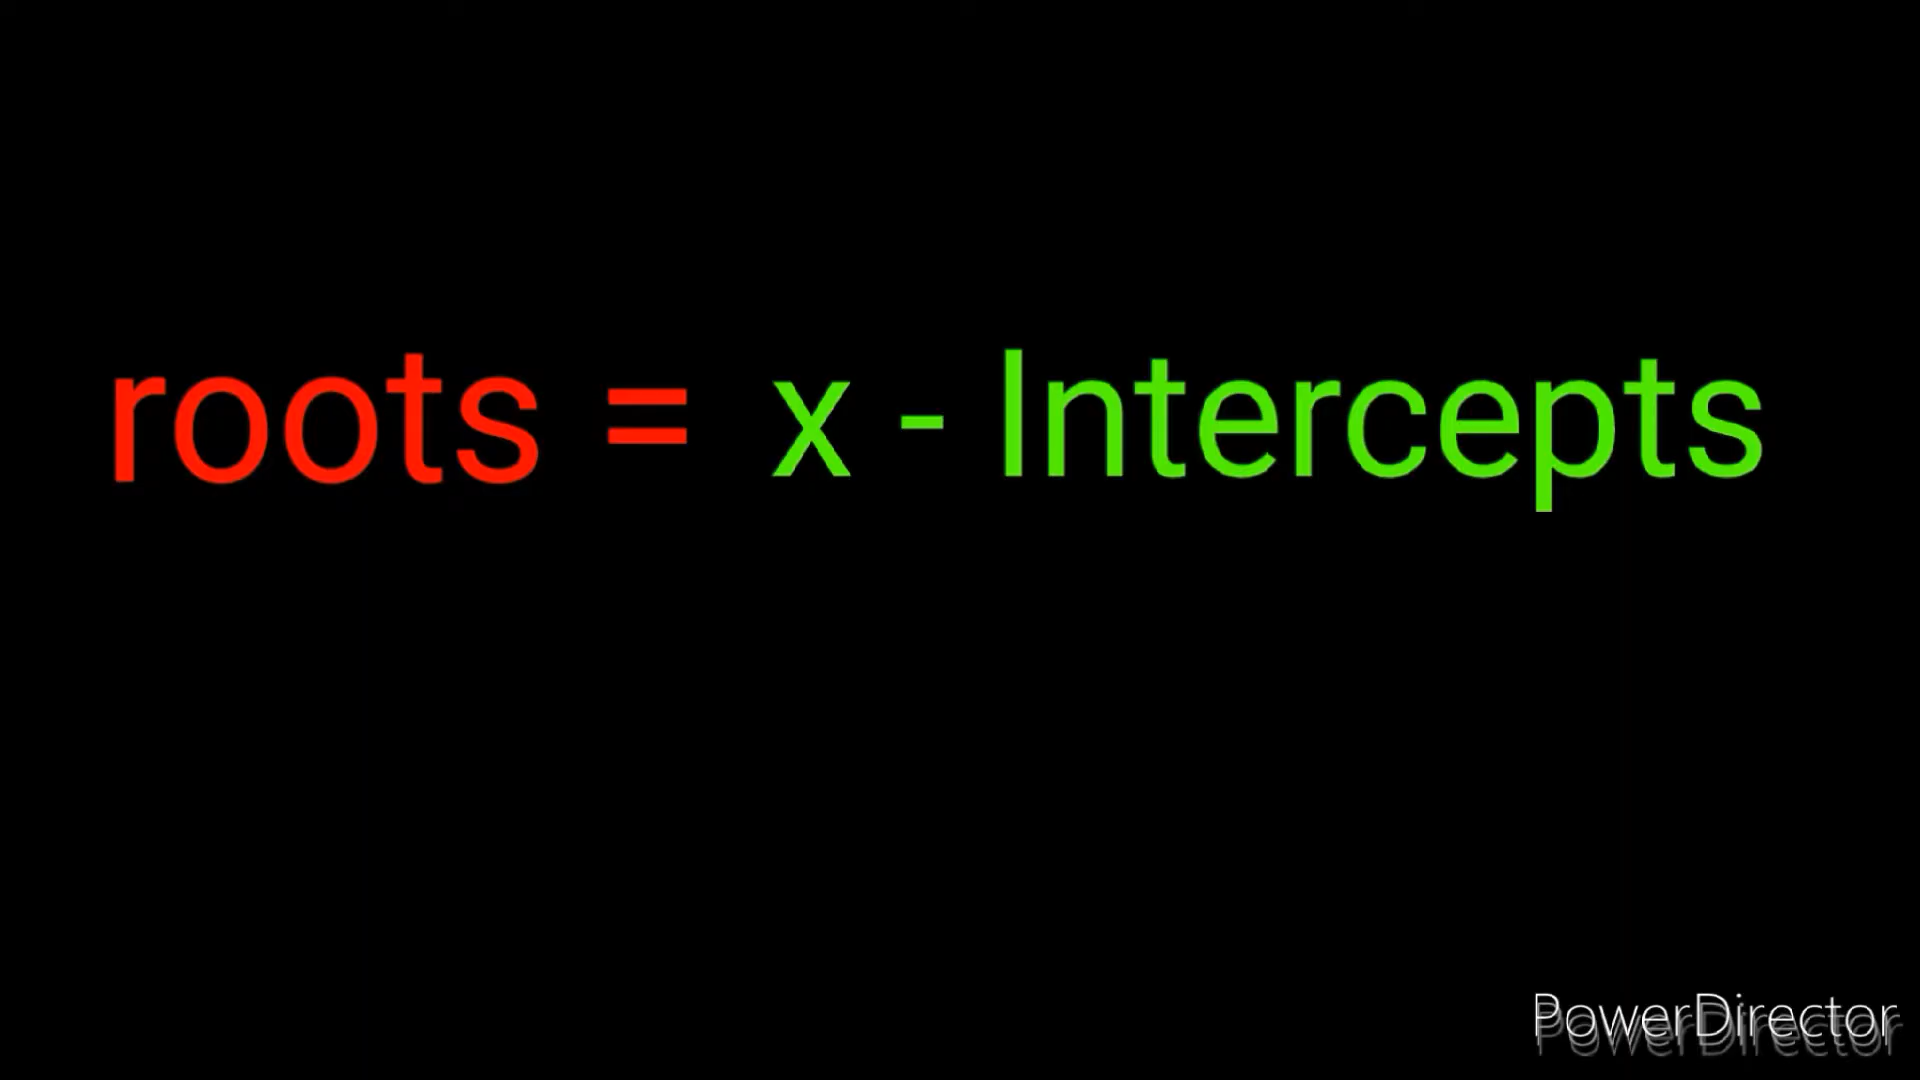 roots = x - Intercepts
PowerDirector